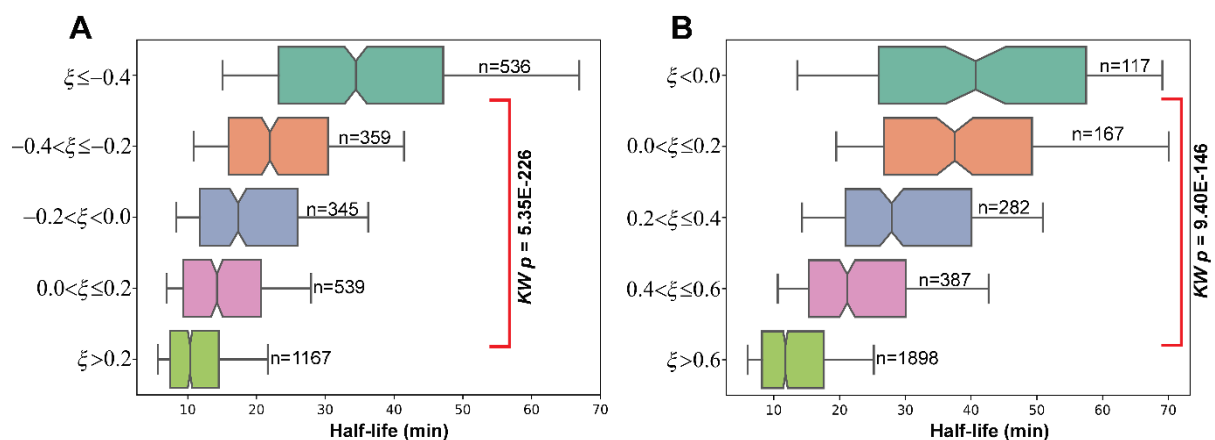 A
ξ≤−0.4
n=536
−0.4<ξ≤−0.2
n=359
−0.2<ξ<0.0
n=345
0.0<ξ≤0.2
n=539
ξ>0.2
n=1167
KW p = 5.35E-226
10 20 30 40 50 60 70
Half-life (min)
B
ξ<0.0
n=117
0.0<ξ≤0.2
n=167
0.2<ξ≤0.4
n=282
0.4<ξ≤0.6
n=387
ξ>0.6
n=1898
KW p = 9.40E-146
10 20 30 40 50 60 70
Half-life (min)